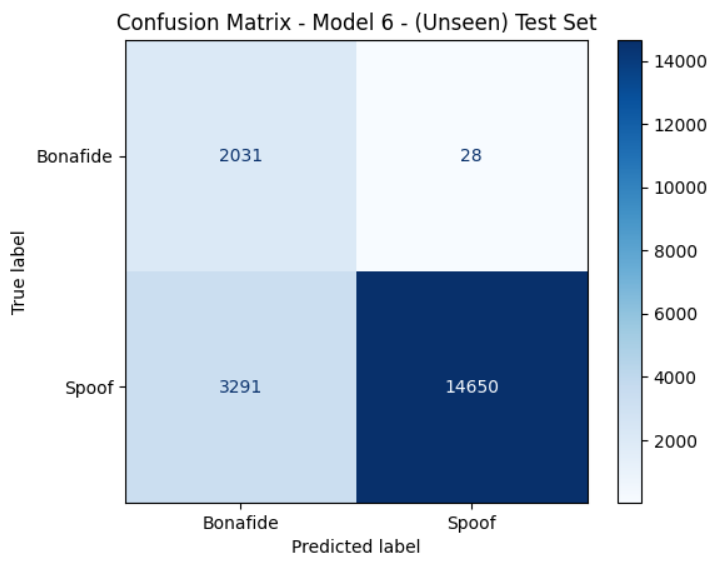 Confusion Matrix - Model 6 - (Unseen) Test Set
True label
Bonafide
2031
28
Spoof
3291
14650
Bonafide
Spoof
Predicted label
14000
12000
10000
8000
6000
4000
2000